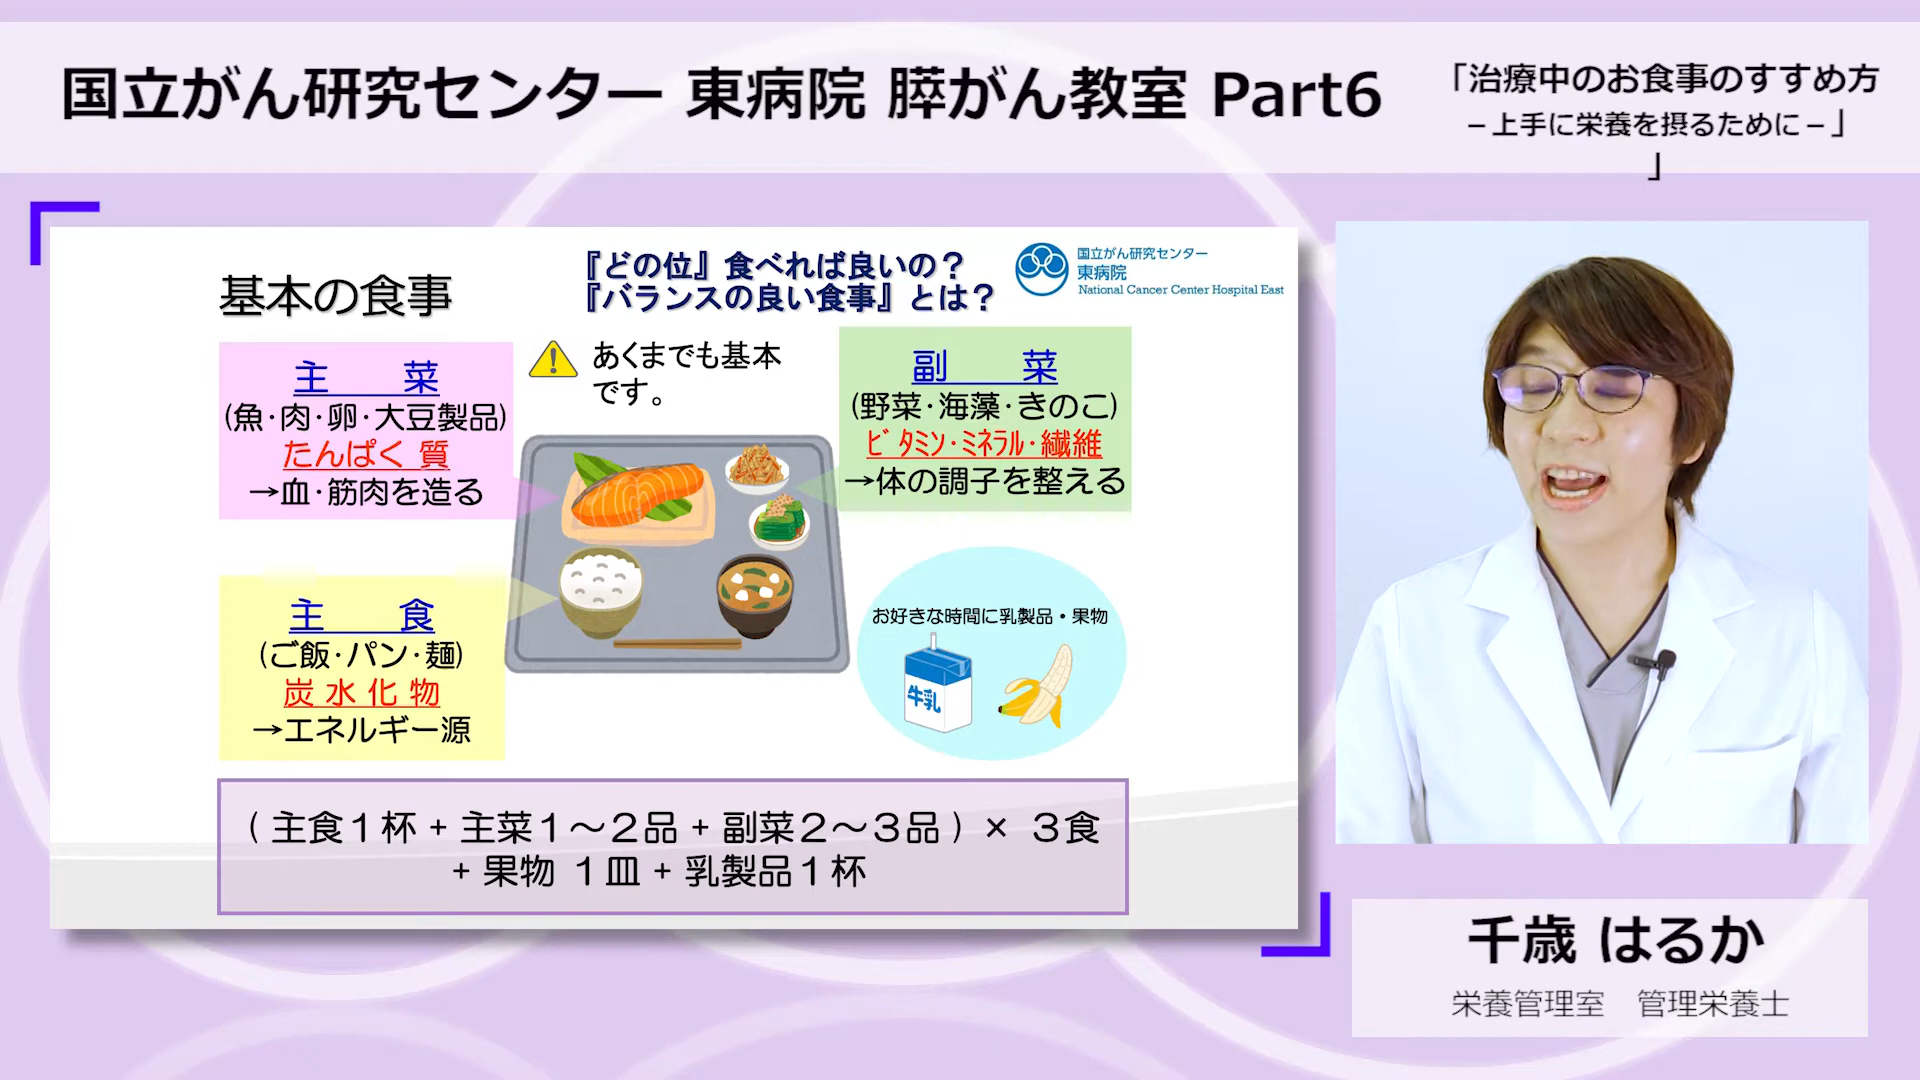 国立がん研究センター 東病院 膵がん教室 Part6
「治療中のお食事のすすめ方
－上手に栄養を摂るために－」
」
基本の食事
『どの位』食べれば良いの？
『バランスの良い食事』とは？
国立がん研究センター
東病院
National Cancer Center Hospital East
主　菜
(魚・肉・卵・大豆製品)
たんぱく 質
→血・筋肉を造る
あくまでも基本
です。
副　菜
(野菜・海藻・きのこ)
ﾋﾞﾀﾐﾝ・ﾐﾈﾗﾙ・繊維
→体の調子を整える
主　食
(ご飯・パン・麺)
炭 水 化 物
→エネルギー源
お好きな時間に乳製品・果物
牛乳
( 主食１杯 + 主菜１～２品 + 副菜２～３品 ) × ３食
+ 果物 １皿 + 乳製品１杯
千歳 はるか
栄養管理室　管理栄養士